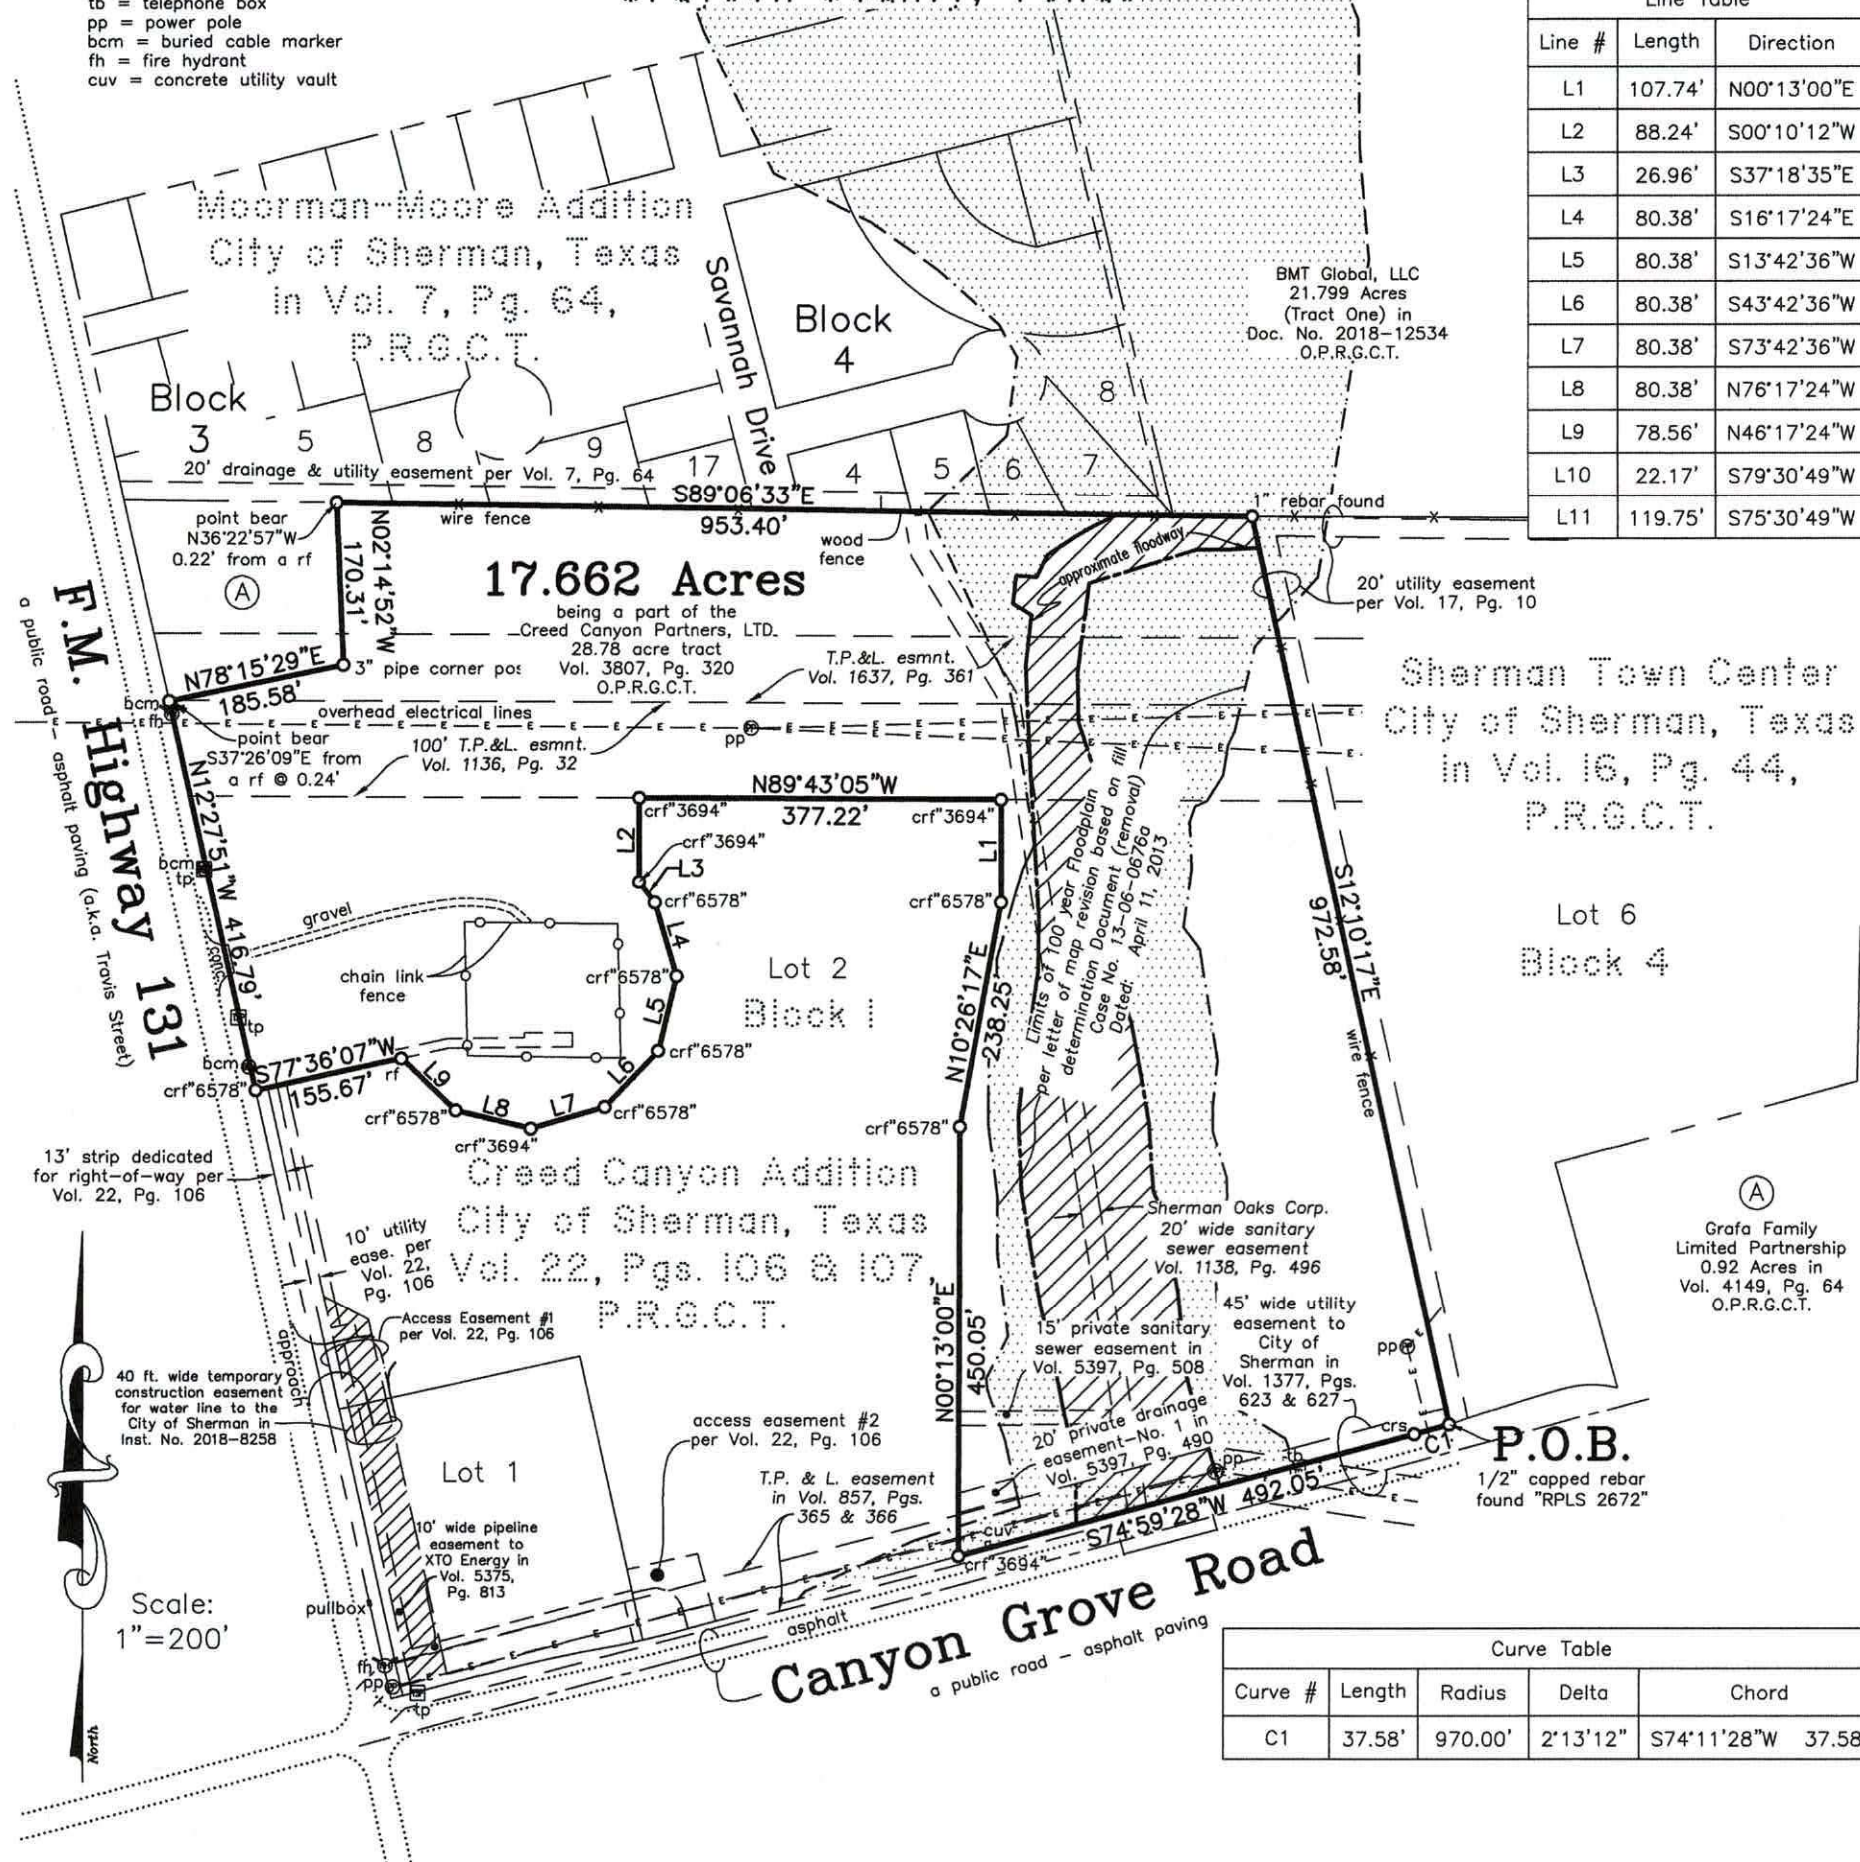 tb = telephone box
pp = power pole
bcm = buried cable marker
fh = fire hydrant
cuv = concrete utility vault
Line Table
Line # Length Direction
L1 107.74' N00°13'00"E
L2 88.24' S00°10'12"W
L3 26.96' S37°18'35"E
L4 80.38' S16°17'24"E
L5 80.38' S13°42'36"W
L6 80.38' S43°42'36"W
L7 80.38' S73°42'36"W
L8 80.38' N76°17'24"W
L9 78.56' N46°17'24"W
L10 22.17' S79°30'49"W
L11 119.75' S75°30'49"W
Moorman-Moore Addition
City of Sherman, Texas
in Vol. 7, Pg. 64,
P.R.G.C.T.
Savannah Drive
Block
4
BMT Global, LLC
21.799 Acres
(Tract One) in
Doc. No. 2018-12534
O.P.R.G.C.T.
Block
3
5
8
9
17
4
5
6
7
8
20' drainage & utility easement per Vol. 7, Pg. 64
S89°06'33"E
953.40'
wire fence
wood
fence
1" rebar found
point bear
N36°22'57"W
0.22' from a rf
A
N02°14'52"W
170.31'
17.662 Acres
being a part of the
Creed Canyon Partners, LTD.
28.78 acre tract
Vol. 3807, Pg. 320
O.P.R.G.C.T.
approximate floodway
20' utility easement
per Vol. 17, Pg. 10
N78°15'29"E
185.58'
3" pipe corner pos
T.P.&L. esmnt.
Vol. 1637, Pg. 361
Sherman Town Center
City of Sherman, Texas
in Vol. 16, Pg. 44,
P.R.G.C.T.
F.M. Highway 131
a public road - asphalt paving (a.k.a. Travis Street)
bcm
fh
overhead electrical lines
pp
point bear
S37°26'09"E from
a rf @ 0.24'
100' T.P.&L. esmnt.
Vol. 1136, Pg. 32
N12°27'51"W 416.79'
N89°43'05"W
377.22'
crf"3694"
crf"3694"
L2
crf"3694"
L3
L1
crf"6578"
crf"6578"
bcm
tp
conc.
gravel
chain link
fence
L4
crf"6578"
L5
Lot 2
Block 1
N10°26'17"E
238.25'
Limits of 100 year Floodplain
per letter of map revision based on fill
determination Document (removal)
Case No. 13-06-0676a
Dated: April 11, 2013
S12°10'17"E
972.58'
wire fence
Lot 6
Block 4
tp
bcm
crf"6578"
S77°36'07"W
155.67'
rf
L9
L8
L7
L6
crf"6578"
crf"6578"
crf"6578"
crf"3694"
crf"6578"
13' strip dedicated
for right-of-way per
Vol. 22, Pg. 106
Creed Canyon Addition
City of Sherman, Texas
Vol. 22, Pgs. 106 & 107,
P.R.G.C.T.
Sherman Oaks Corp.
20' wide sanitary
sewer easement
Vol. 1138, Pg. 496
A
Grafa Family
Limited Partnership
0.92 Acres in
Vol. 4149, Pg. 64
O.P.R.G.C.T.
10' utility
ease. per
Vol. 22,
Pg. 106
Access Easement #1
per Vol. 22, Pg. 106
approach
N00°13'00"E
450.05'
15' private sanitary
sewer easement in
Vol. 5397, Pg. 508
45' wide utility
easement to
City of
Sherman in
Vol. 1377, Pgs.
623 & 627
pp
40 ft. wide temporary
construction easement
for water line to the
City of Sherman in
Inst. No. 2018-8258
access easement #2
per Vol. 22, Pg. 106
20' private drainage
easement-No. 1 in
Vol. 5397, Pg. 490
crs
C1
P.O.B.
1/2" capped rebar
found "RPLS 2672"
Lot 1
T.P. & L. easement
in Vol. 857, Pgs.
365 & 366
pp
tb
10' wide pipeline
easement to
XTO Energy in
Vol. 5375,
Pg. 813
cuv
crf"3694"
S74°59'28"W 492.05'
Scale:
1"=200'
North
pullbox
fh
pp
tp
asphalt
Canyon Grove Road
a public road - asphalt paving
Curve Table
Curve # Length Radius Delta Chord
C1 37.58' 970.00' 2°13'12" S74°11'28"W 37.58